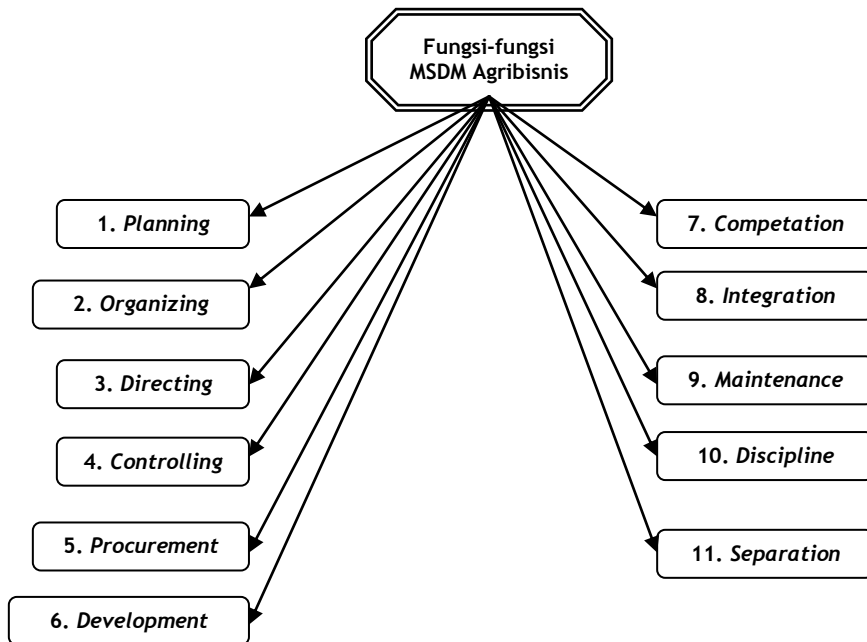 Fungsi-fungsi
MSDM Agribisnis
1. Planning
2. Organizing
3. Directing
4. Controlling
5. Procurement
6. Development
7. Competation
8. Integration
9. Maintenance
10. Discipline
11. Separation